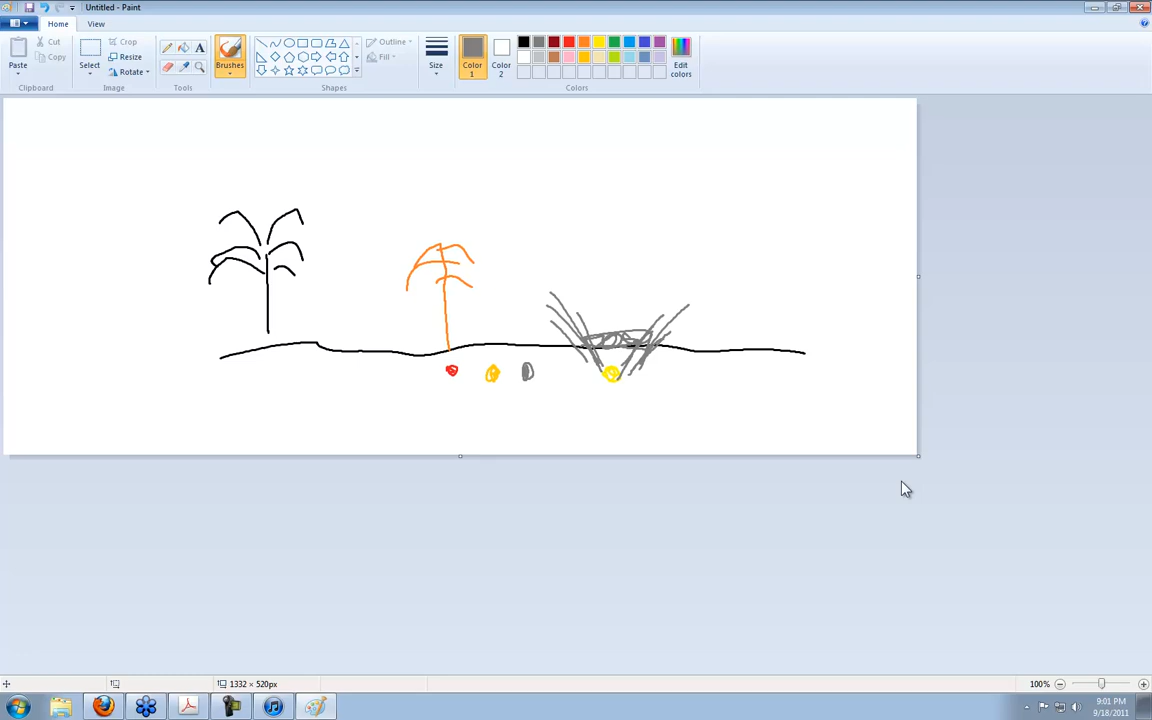 Untitled - Paint
Home View
Paste
Cut
Copy
Select
Crop
Resize
Rotate
A
Brushes
Outline
Fill
Size
Color 1
Color 2
Edit colors
Clipboard Image Tools Shapes Colors
1332 × 520px
100%
9:01 PM
9/18/2011